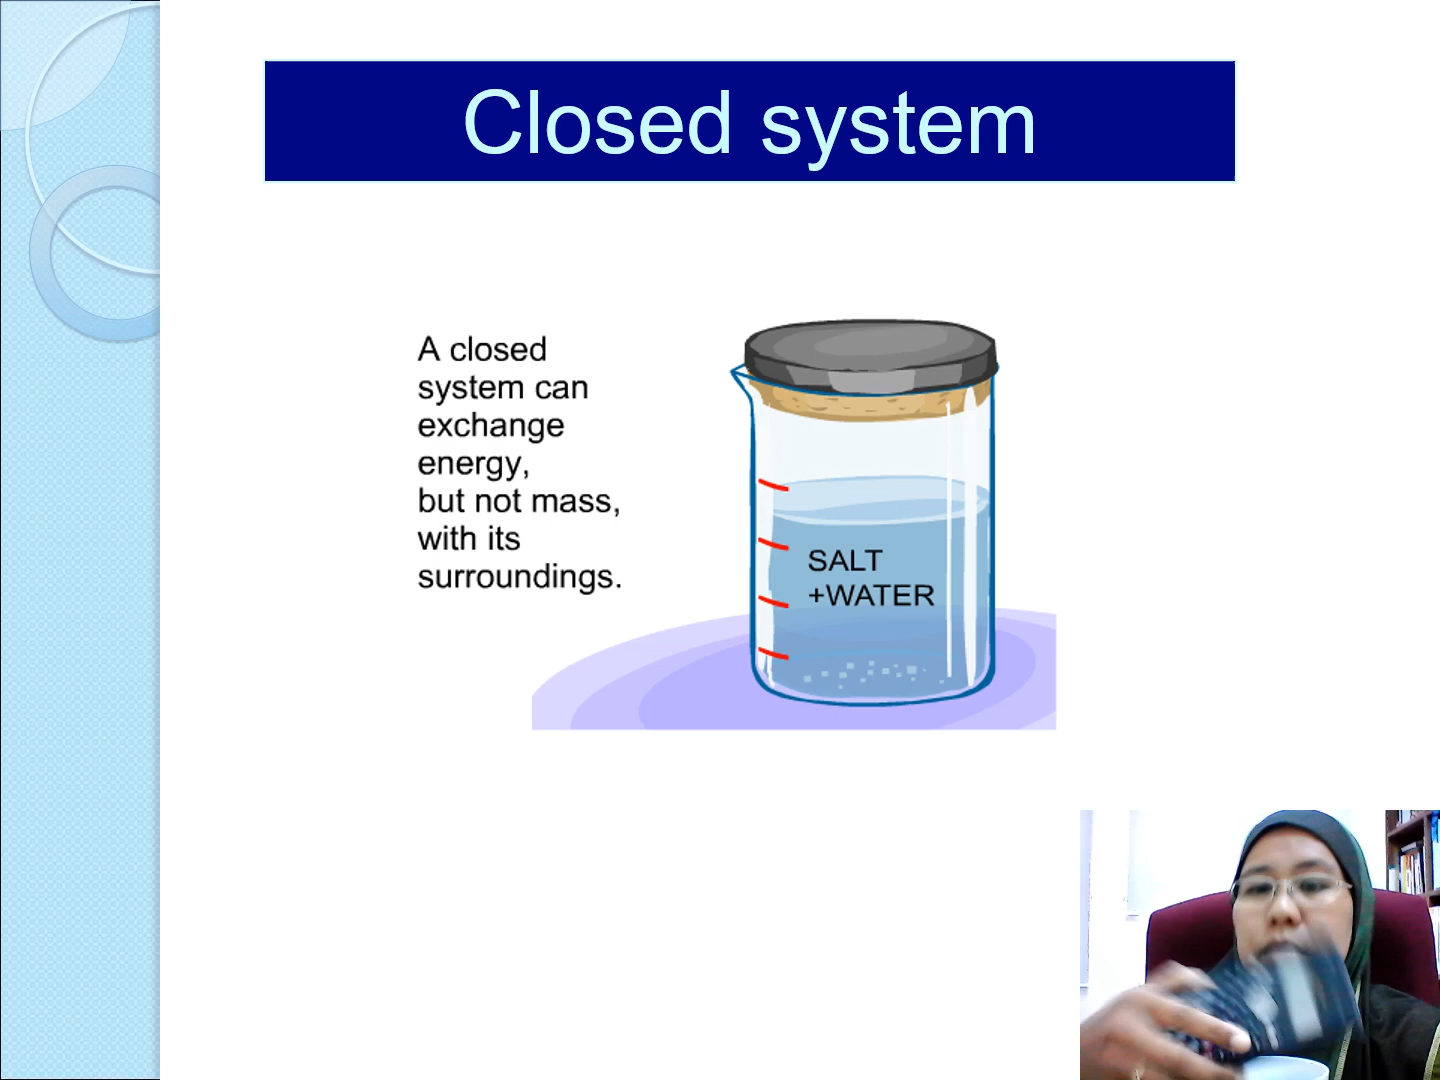 Closed system
A closed
system can
exchange
energy,
but not mass,
with its
surroundings.
SALT
+WATER